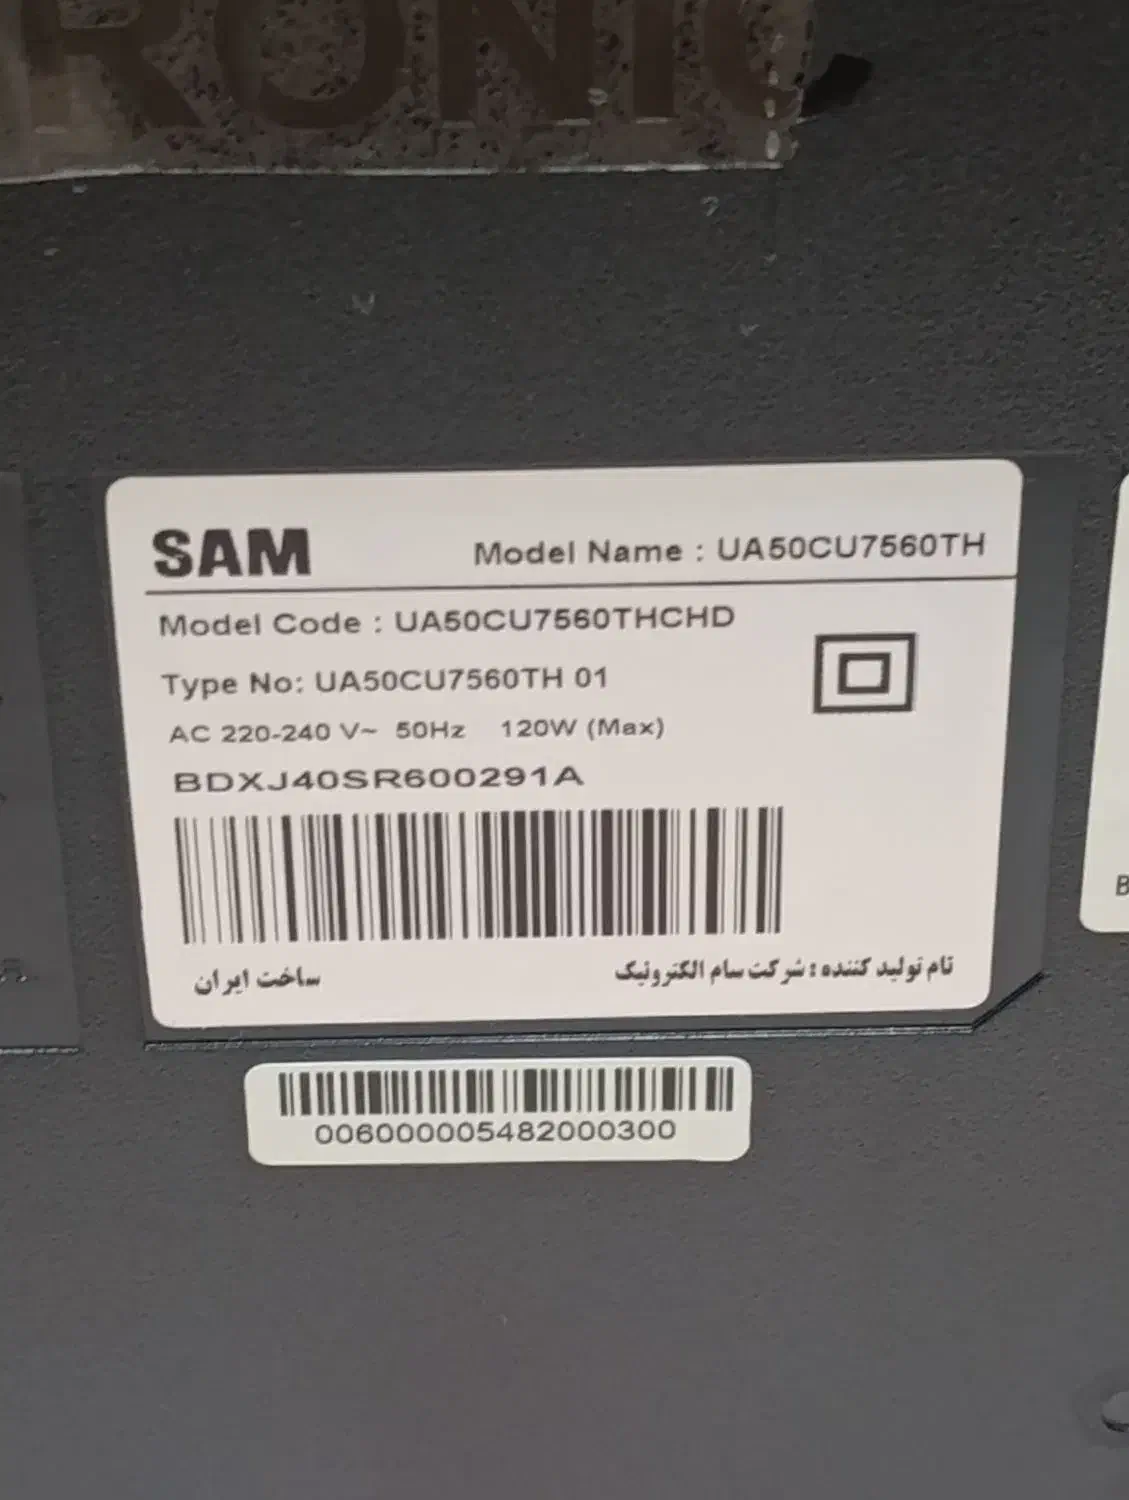 RONIC
SAM
Model Name : UA50CU7560TH
Model Code : UA50CU7560THCHD
Type No: UA50CU7560TH 01
AC 220-240 V~ 50Hz 120W (Max)
BDXJ40SR600291A
نام تولید کننده : شرکت سام الکترونیک
ساخت ایران
006000005482000300
B